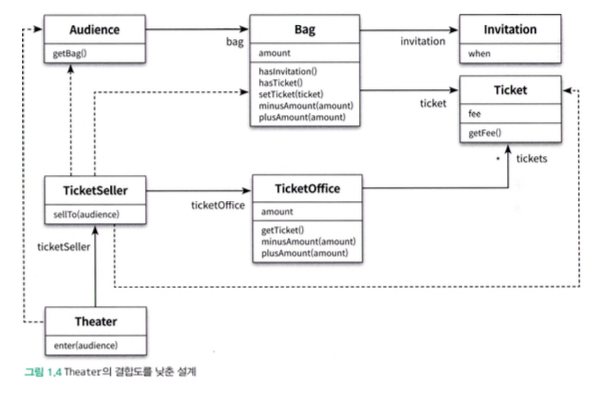 Audience
getBag()
bag
Bag
amount
hasInvitation()
hasTicket()
setTicket(ticket)
minusAmount(amount)
plusAmount(amount)
invitation
Invitation
when
ticket
Ticket
fee
getFee()
* tickets
TicketSeller
sellTo(audience)
ticketOffice
TicketOffice
amount
getTicket()
minusAmount(amount)
plusAmount(amount)
ticketSeller
Theater
enter(audience)
그림 1.4 Theater의 결합도를 낮춘 설계